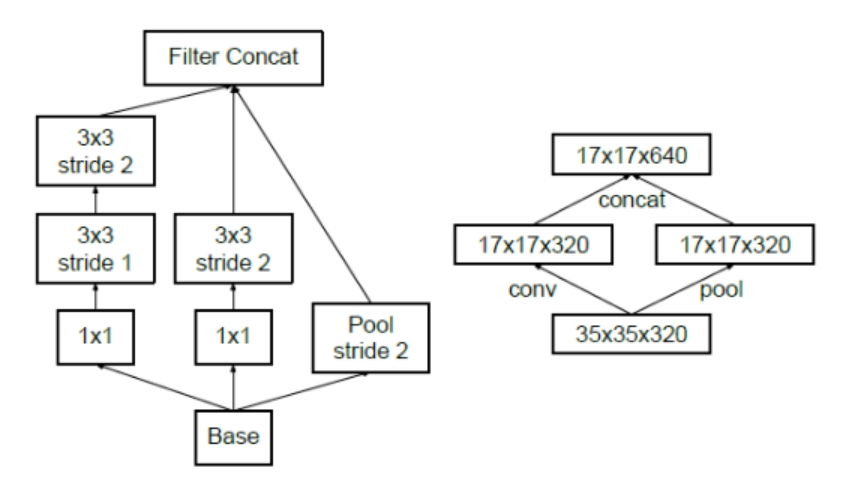 Filter Concat
3x3
stride 2
3x3
stride 1
3x3
stride 2
1x1
1x1
Pool
stride 2
Base
17x17x640
concat
17x17x320
17x17x320
conv
pool
35x35x320